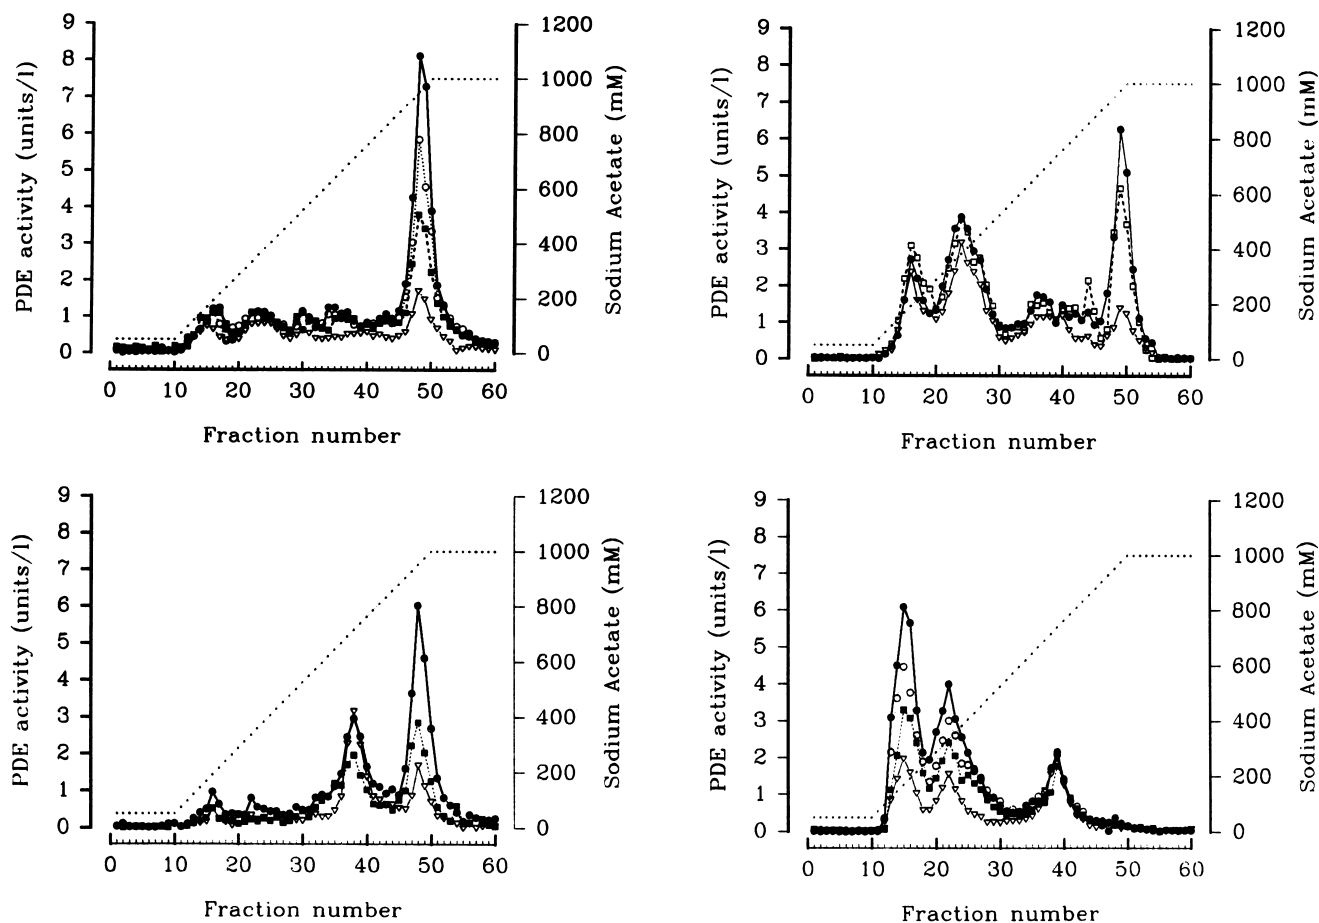 9 1200 9 1200
8 1000 8 1000
7 7
6 800 6 800
5 600 5 600
4 4
3 400 3 400
2 200 2 200
1 1
0 0 0 0
PDE activity (units/l)
Sodium Acetate (mM)
PDE activity (units/l)
Sodium Acetate (mM)
0 10 20 30 40 50 60 0 10 20 30 40 50 60
Fraction number Fraction number
9 1200 9 1200
8 1000 8 1000
7 7
6 800 6 800
5 600 5 600
4 4
3 400 3 400
2 200 2 200
1 1
0 0 0 0
PDE activity (units/l)
Sodium Acetate (mM)
PDE activity (units/l)
Sodium Acetate (mM)
0 10 20 30 40 50 60 0 10 20 30 40 50 60
Fraction number Fraction number